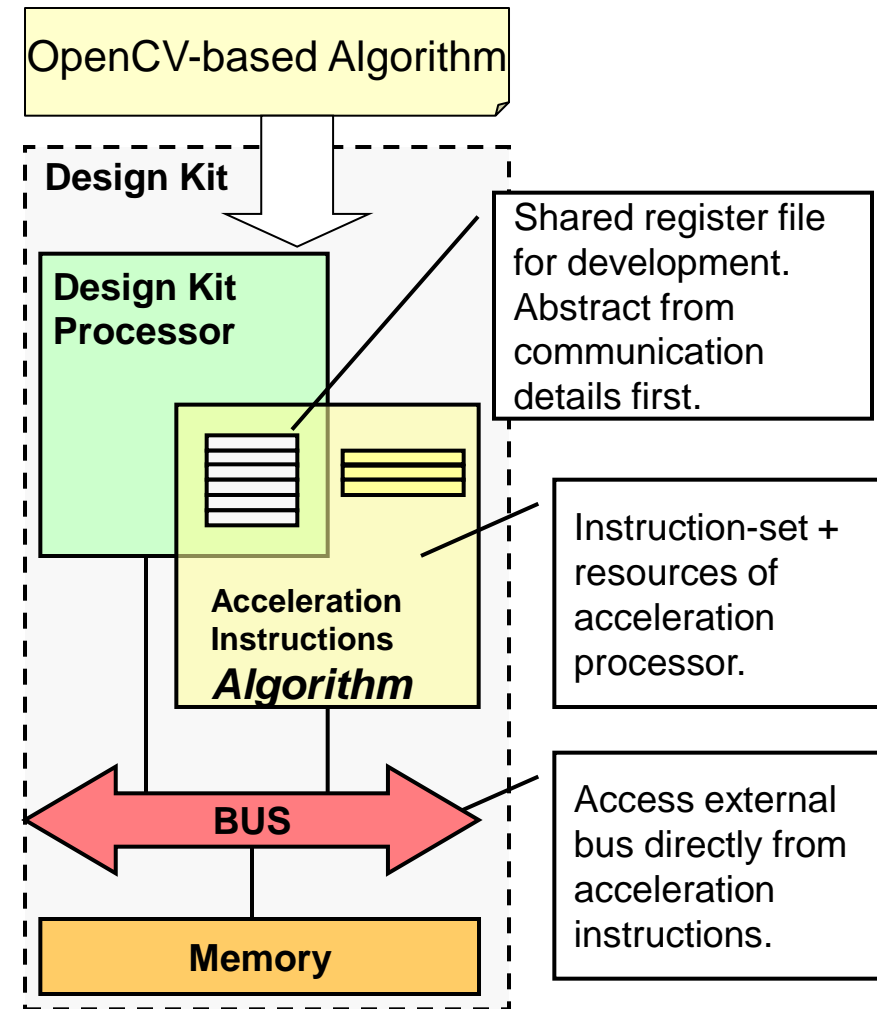 OpenCV-based Algorithm
Design Kit
Design Kit
Processor
Shared register file
for development.
Abstract from
communication
details first.
Acceleration
Instructions
Algorithm
Instruction-set +
resources of
acceleration
processor.
BUS
Access external
bus directly from
acceleration
instructions.
Memory